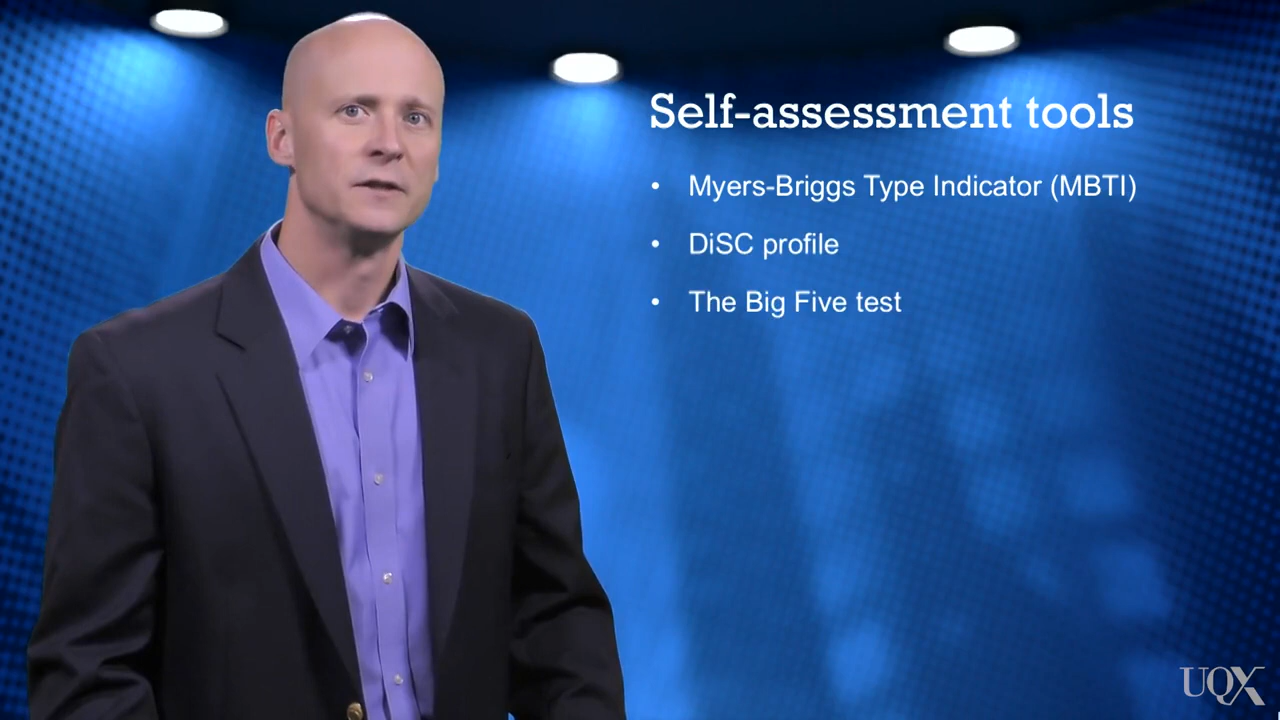 Self-assessment tools
• Myers-Briggs Type Indicator (MBTI)
• DiSC profile
• The Big Five test
UQX